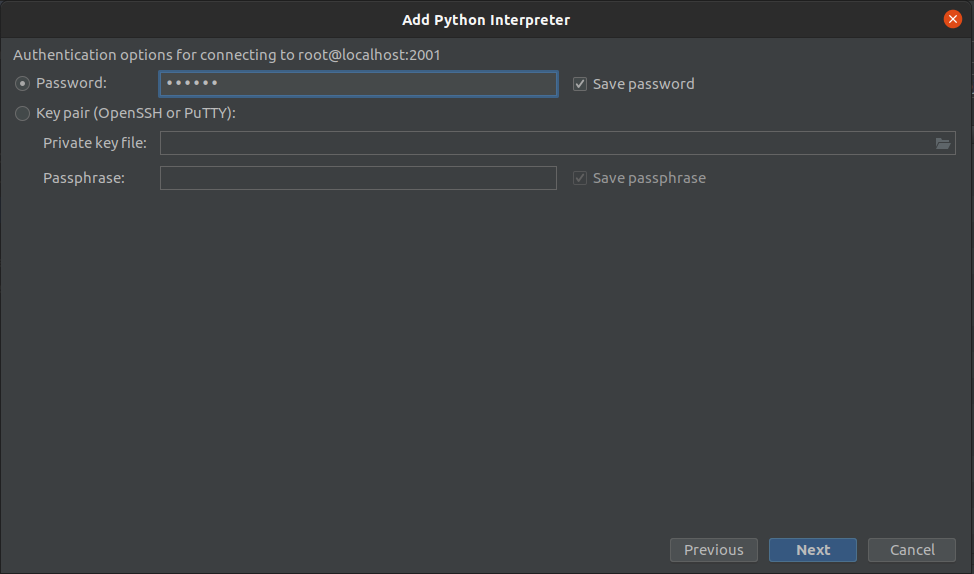 Add Python Interpreter
Authentication options for connecting to root@localhost:2001
Password: •••••• Save password
Key pair (OpenSSH or PuTTY):
Private key file:
Passphrase: Save passphrase
Previous Next Cancel